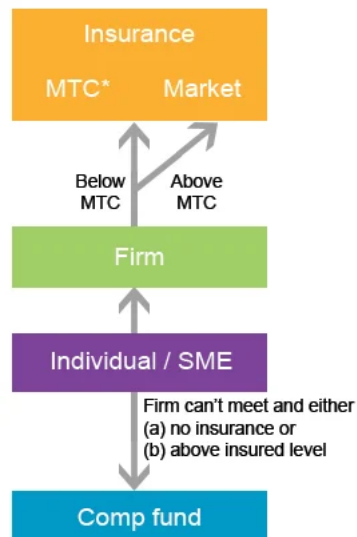 Insurance
MTC* Market
Below Above
MTC MTC
Firm
Individual / SME
Firm can't meet and either
(a) no insurance or
(b) above insured level
Comp fund